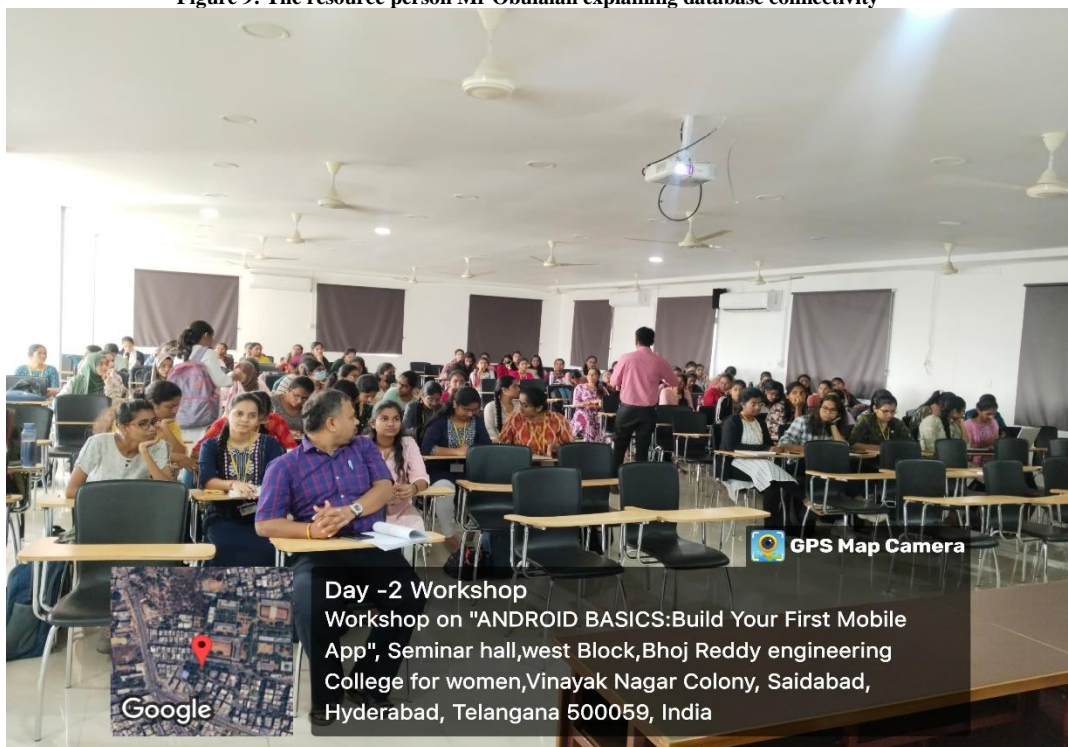 Figure 9: The resource person Mr Obulaiah explaining database connectivity
GPS Map Camera
Day -2 Workshop
Workshop on "ANDROID BASICS:Build Your First Mobile
App", Seminar hall,west Block,Bhoj Reddy engineering
College for women,Vinayak Nagar Colony, Saidabad,
Hyderabad, Telangana 500059, India
Google